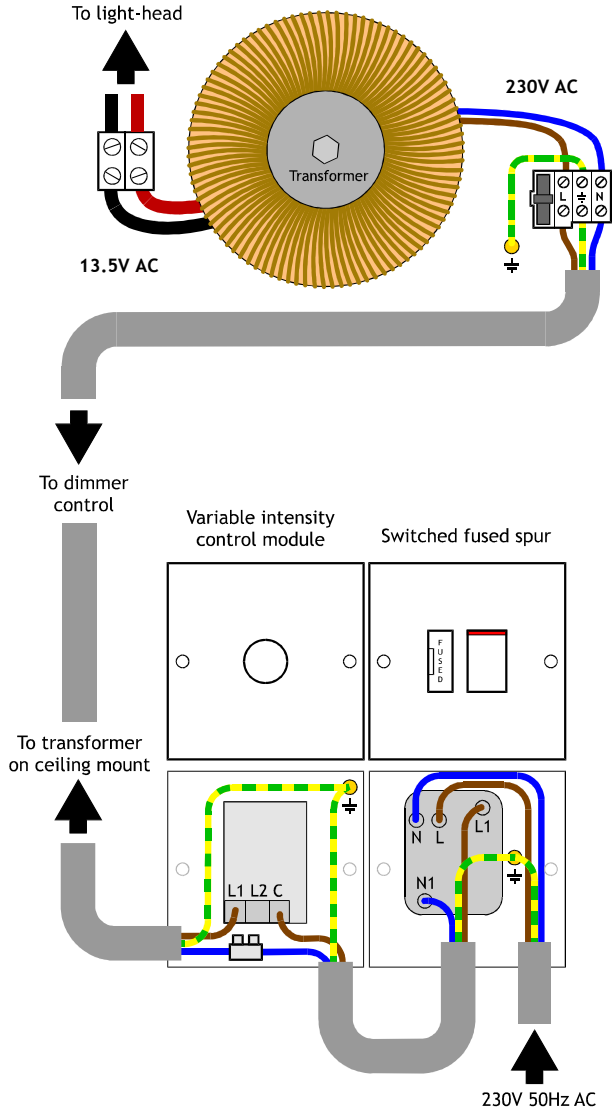 To light-head
230V AC
Transformer
L
N
13.5V AC
To dimmer
control
Variable intensity
control module
Switched fused spur
FUSED
To transformer
on ceiling mount
N L L1
L1 L2 C
N1
230V 50Hz AC